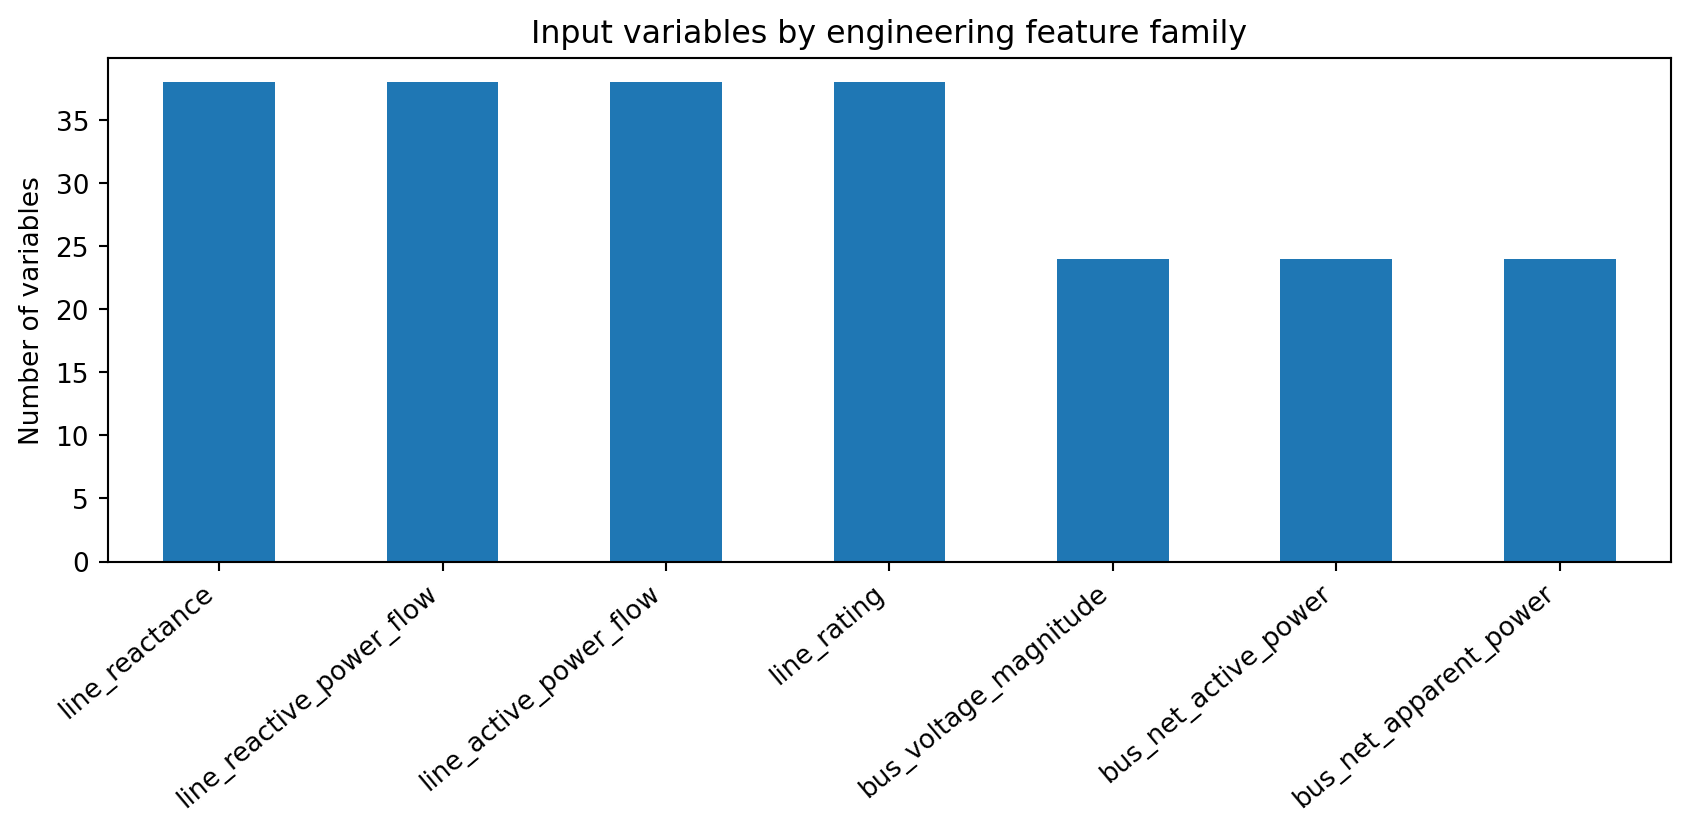 Input variables by engineering feature family
Number of variables
35
30
25
20
15
10
5
0
line_reactance
line_reactive_power_flow
line_active_power_flow
line_rating
bus_voltage_magnitude
bus_net_active_power
bus_net_apparent_power